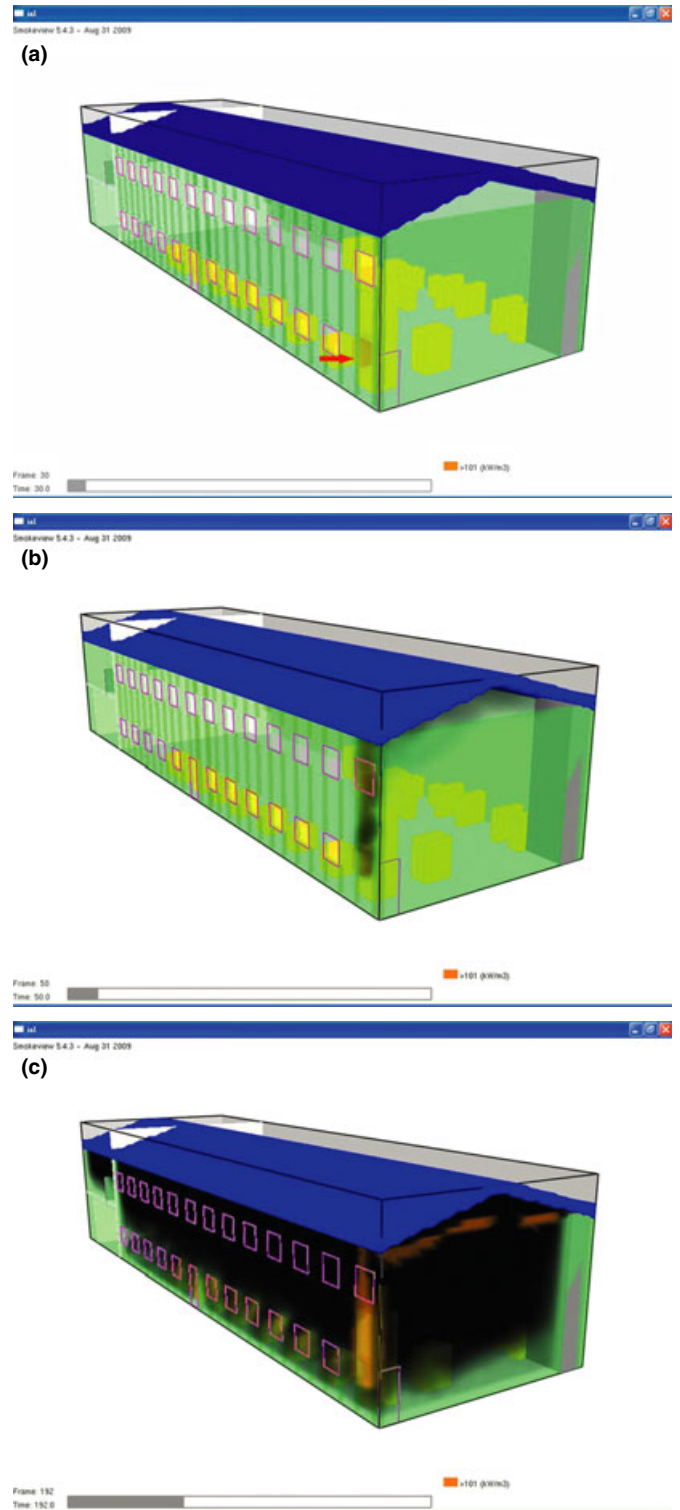 Smokeview 5.4.3 - Aug 31 2009
(a)
>101 (kW/m3)
Frame: 30
Time: 30.0
Smokeview 5.4.3 - Aug 31 2009
(b)
>101 (kW/m3)
Frame: 50
Time: 50.0
Smokeview 5.4.3 - Aug 31 2009
(c)
>101 (kW/m3)
Frame: 192
Time: 192.0